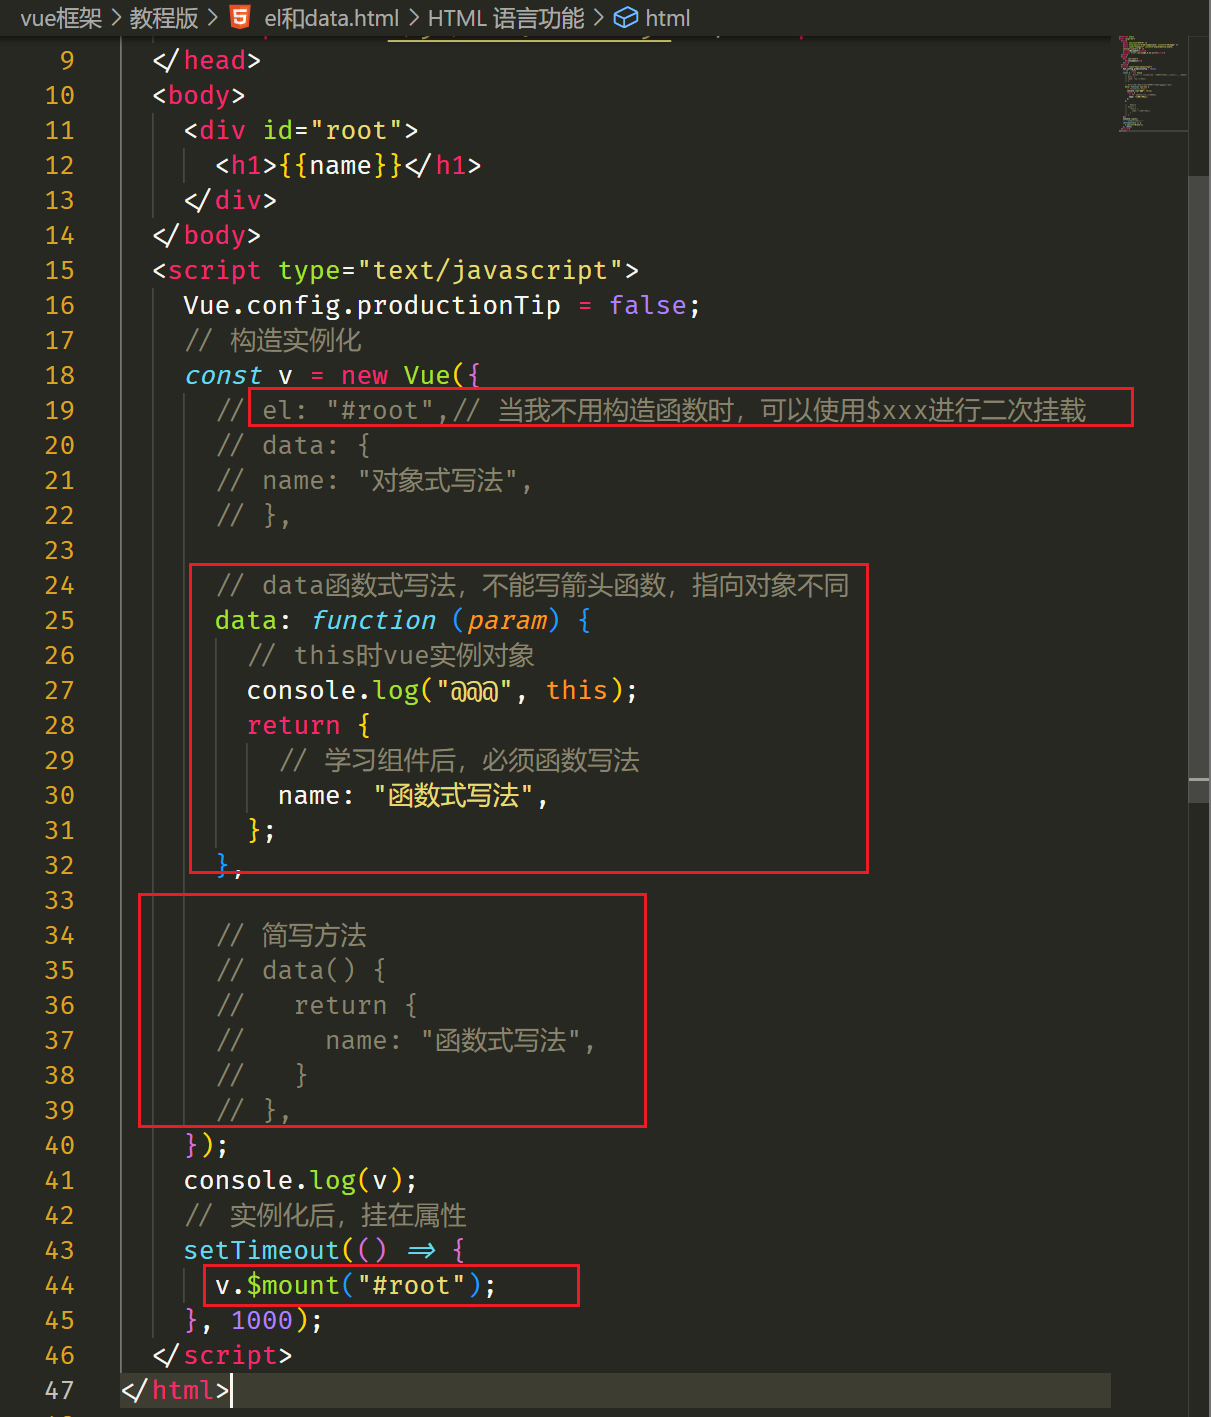 vue框架 > 教程版 > el和data.html > HTML 语言功能 > html
9 </head>
10 <body>
11 <div id="root">
12 <h1>{{name}}</h1>
13 </div>
14 </body>
15 <script type="text/javascript">
16 Vue.config.productionTip = false;
17 // 构造实例化
18 const v = new Vue({
19 // el: "#root",// 当我不用构造函数时，可以使用$xxx进行二次挂载
20 // data: {
21 // name: "对象式写法",
22 // },
23
24 // data函数式写法，不能写箭头函数，指向对象不同
25 data: function (param) {
26 // this时vue实例对象
27 console.log("@@@", this);
28 return {
29 // 学习组件后，必须函数写法
30 name: "函数式写法",
31 };
32 },
33
34 // 简写方法
35 // data() {
36 // return {
37 // name: "函数式写法",
38 // }
39 // },
40 });
41 console.log(v);
42 // 实例化后，挂在属性
43 setTimeout(() => {
44 v.$mount("#root");
45 }, 1000);
46 </script>
47 </html>